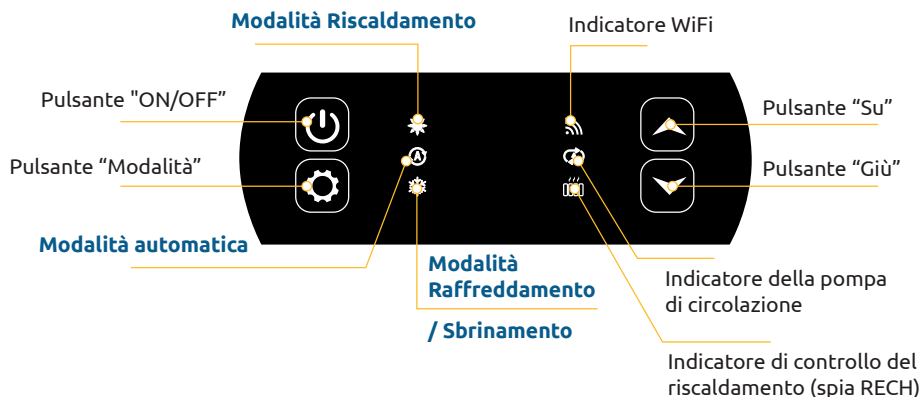 Modalità Riscaldamento
Indicatore WiFi
Pulsante "ON/OFF”
Pulsante “Su”
Pulsante “Modalità”
Pulsante “Giù”
A
Modalità automatica
Modalità
Raffreddamento
/ Sbrinamento
Indicatore della pompa
di circolazione
Indicatore di controllo del
riscaldamento (spia RECH)